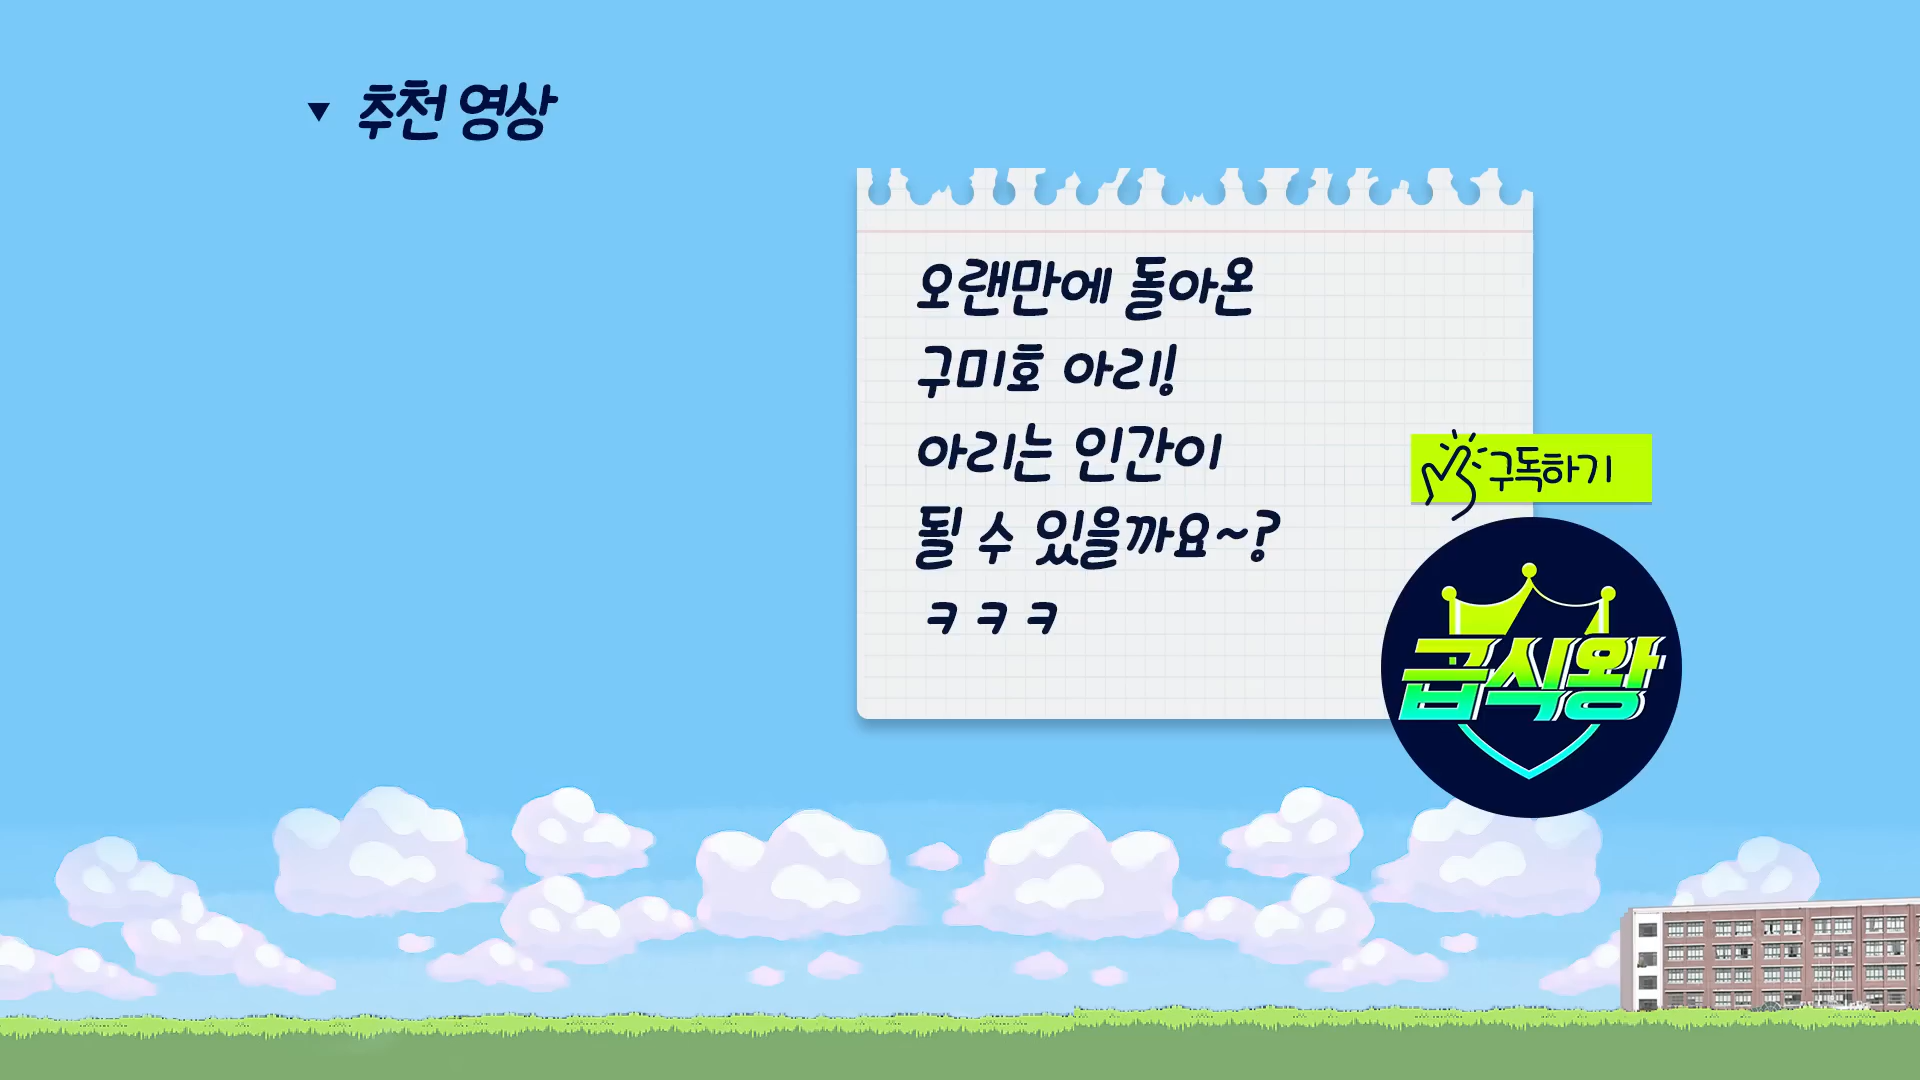 ▼ 추천 영상
오랜만에 돌아온
구미호 아리!
아리는 인간이
될 수 있을까요~?
ㅋㅋㅋ
구독하기
급식왕